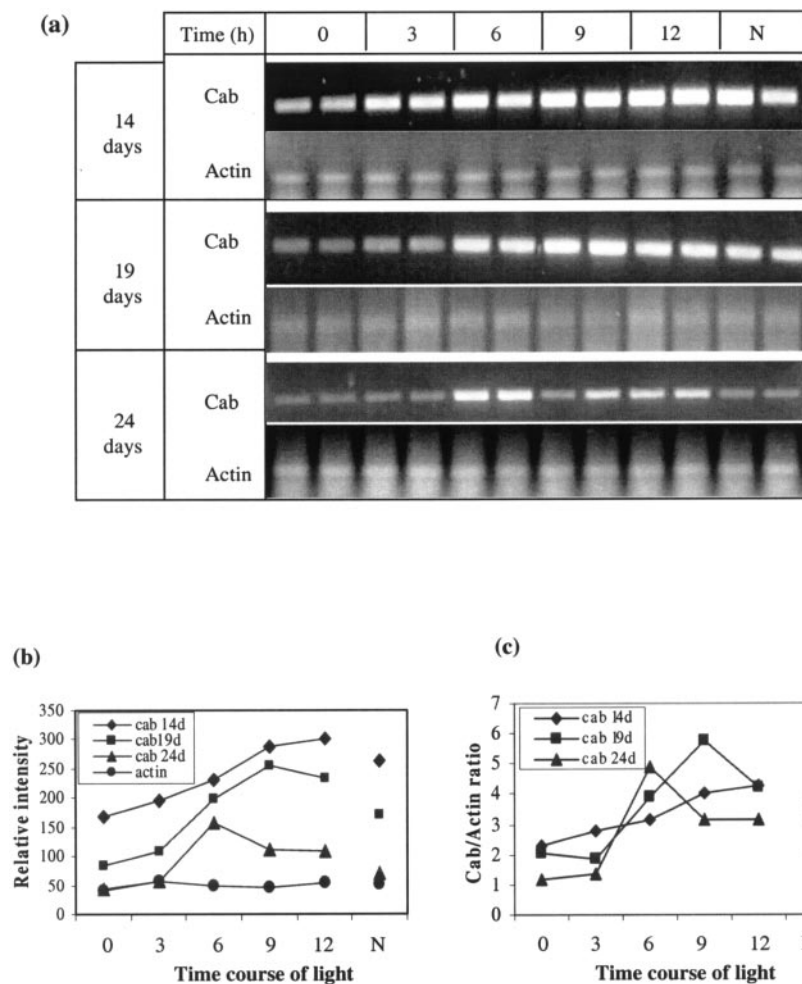 (a)
Time (h) 0 3 6 9 12 N
14 days
Cab
Actin
19 days
Cab
Actin
24 days
Cab
Actin
(b)
cab 14d
cab19d
cab 24d
actin
Relative intensity
350
300
250
200
150
100
50
0
0 3 6 9 12 N
Time course of light
(c)
cab 14d
cab 19d
cab 24d
Cab/Actin ratio
7
6
5
4
3
2
1
0
0 3 6 9 12
Time course of light